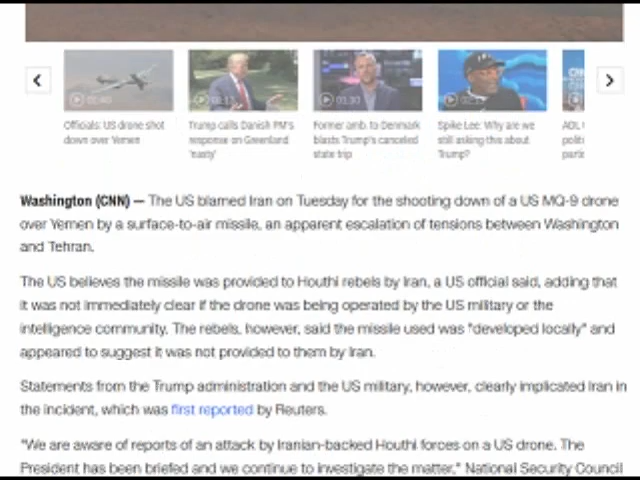 01:40
Officials: US drone shot
down over Yemen
Trump calls Danish PM's
response on Greenland
'nasty'
01:30
Former amb. to Denmark
blasts Trump's canceled
state trip
Spike Lee: Why are we
still asking this about
Trump?
Washington (CNN) — The US blamed Iran on Tuesday for the shooting down of a US MQ-9 drone
over Yemen by a surface-to-air missile, an apparent escalation of tensions between Washington
and Tehran.
The US believes the missile was provided to Houthi rebels by Iran, a US official said, adding that
it was not immediately clear if the drone was being operated by the US military or the
intelligence community. The rebels, however, said the missile used was "developed locally" and
appeared to suggest it was not provided to them by Iran.
Statements from the Trump administration and the US military, however, clearly implicated Iran in
the incident, which was first reported by Reuters.
"We are aware of reports of an attack by Iranian-backed Houthi forces on a US drone. The
President has been briefed and we continue to investigate the matter," National Security Council